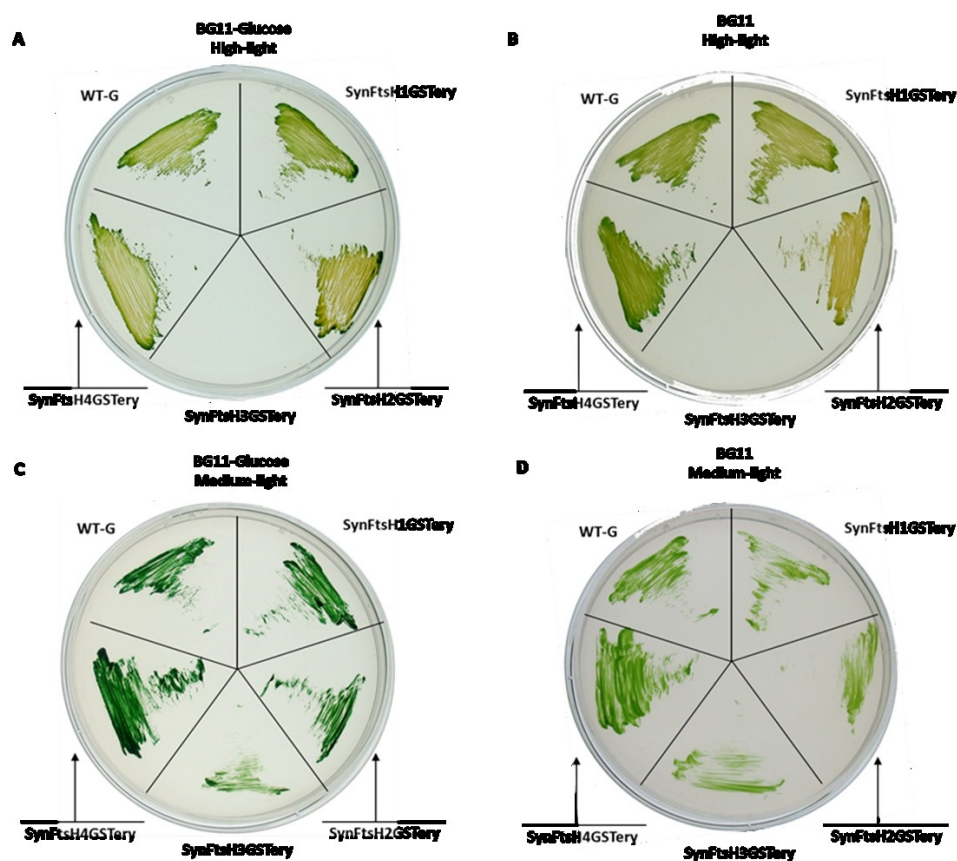 A
BG11-Glucose
High-light
WT-G
SynFtsH1GSTery
SynFtsH4GSTery
SynFtsH3GSTery
SynFtsH2GSTery
B
BG11
High-light
WT-G
SynFtsH1GSTery
SynFtsH4GSTery
SynFtsH3GSTery
SynFtsH2GSTery
C
BG11-Glucose
Medium-light
WT-G
SynFtsH1GSTery
SynFtsH4GSTery
SynFtsH3GSTery
SynFtsH2GSTery
D
BG11
Medium-light
WT-G
SynFtsH1GSTery
SynFtsH4GSTery
SynFtsH3GSTery
SynFtsH2GSTery